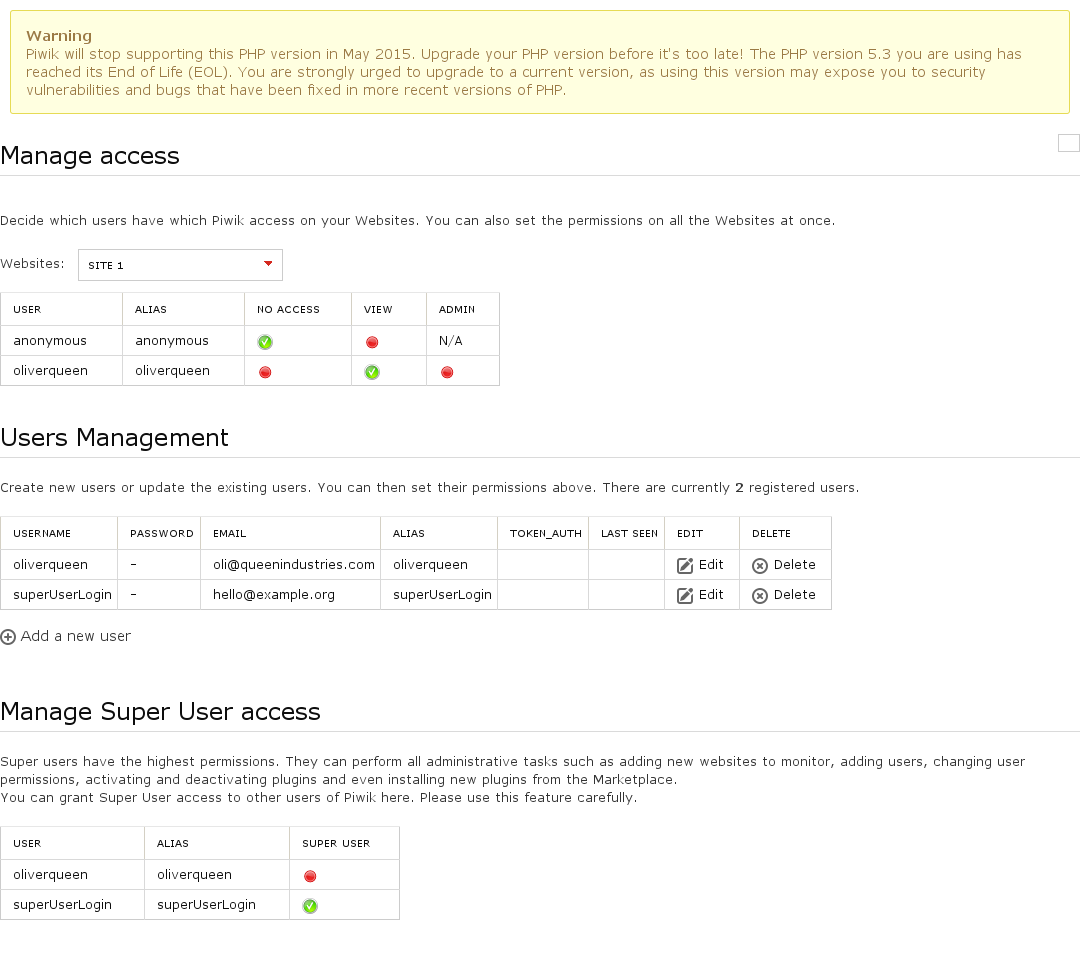 Warning
Piwik will stop supporting this PHP version in May 2015. Upgrade your PHP version before it's too late! The PHP version 5.3 you are using has
reached its End of Life (EOL). You are strongly urged to upgrade to a current version, as using this version may expose you to security
vulnerabilities and bugs that have been fixed in more recent versions of PHP.
Manage access
Decide which users have which Piwik access on your Websites. You can also set the permissions on all the Websites at once.
Websites: SITE 1
USER ALIAS NO ACCESS VIEW ADMIN
anonymous anonymous N/A
oliverqueen oliverqueen
Users Management
Create new users or update the existing users. You can then set their permissions above. There are currently 2 registered users.
USERNAME PASSWORD EMAIL ALIAS TOKEN_AUTH LAST SEEN EDIT DELETE
oliverqueen - oli@queenindustries.com oliverqueen Edit Delete
superUserLogin - hello@example.org superUserLogin Edit Delete
Add a new user
Manage Super User access
Super users have the highest permissions. They can perform all administrative tasks such as adding new websites to monitor, adding users, changing user
permissions, activating and deactivating plugins and even installing new plugins from the Marketplace.
You can grant Super User access to other users of Piwik here. Please use this feature carefully.
USER ALIAS SUPER USER
oliverqueen oliverqueen
superUserLogin superUserLogin